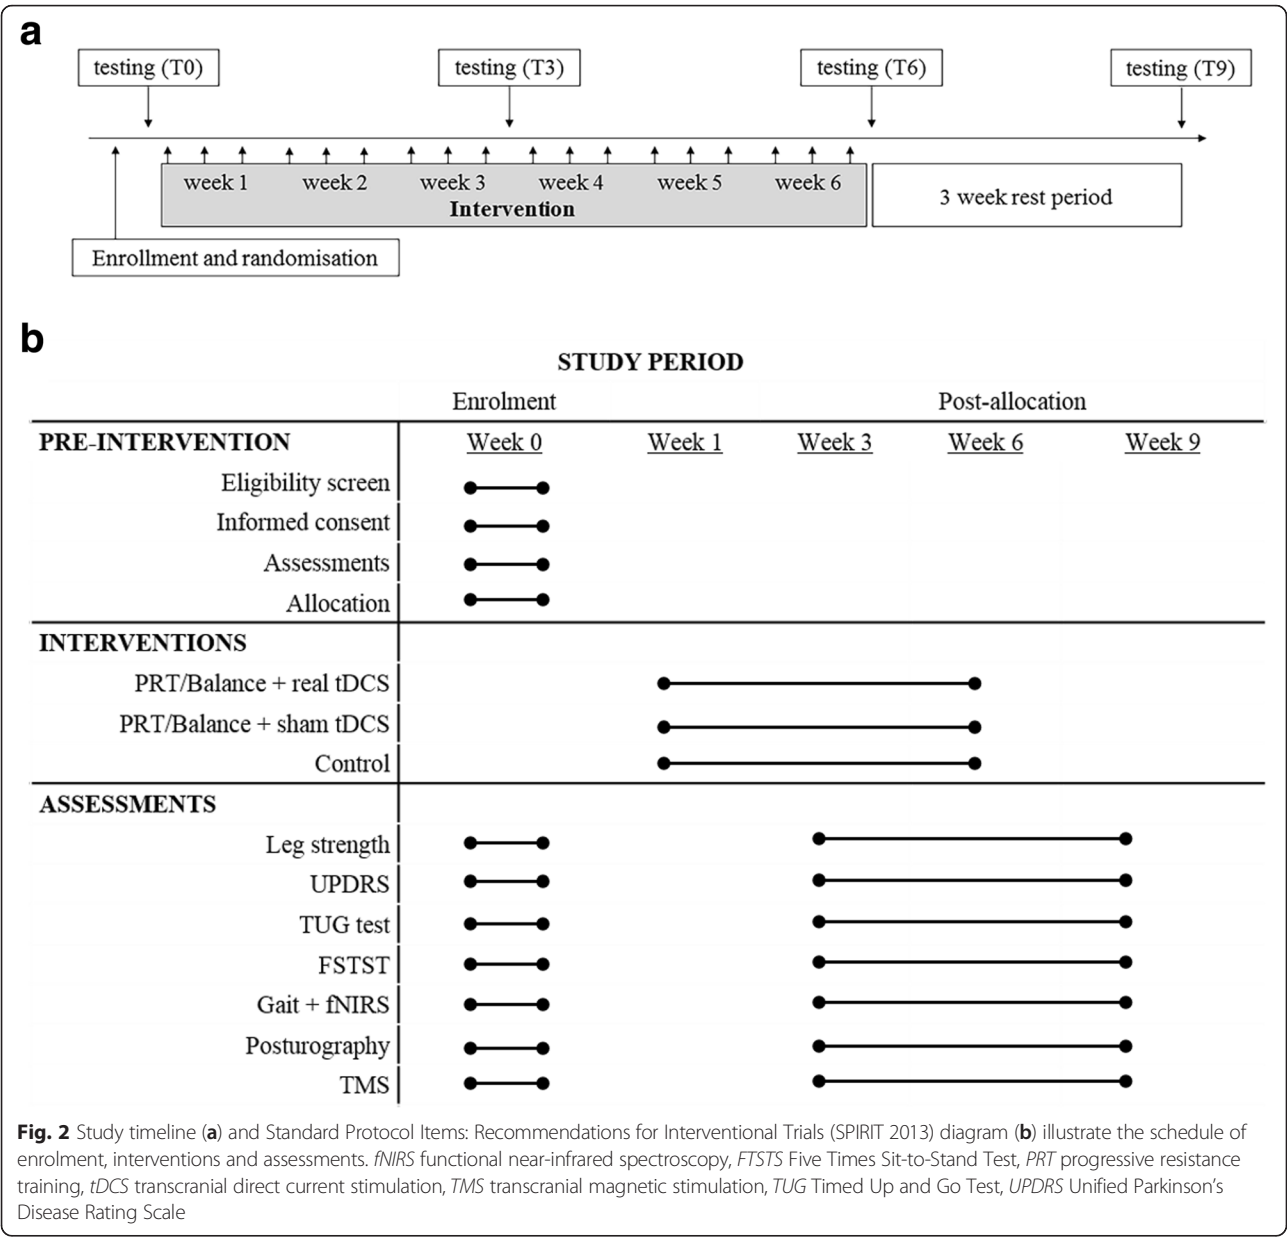 a
testing (T0) testing (T3) testing (T6) testing (T9)
week 1 week 2 week 3 week 4 week 5 week 6
Intervention
3 week rest period
Enrollment and randomisation
b
STUDY PERIOD
Enrolment Post-allocation
PRE-INTERVENTION Week 0 Week 1 Week 3 Week 6 Week 9
Eligibility screen
Informed consent
Assessments
Allocation
INTERVENTIONS
PRT/Balance + real tDCS
PRT/Balance + sham tDCS
Control
ASSESSMENTS
Leg strength
UPDRS
TUG test
FSTST
Gait + fNIRS
Posturography
TMS
Fig. 2 Study timeline (a) and Standard Protocol Items: Recommendations for Interventional Trials (SPIRIT 2013) diagram (b) illustrate the schedule of
enrolment, interventions and assessments. fNIRS functional near-infrared spectroscopy, FTSTS Five Times Sit-to-Stand Test, PRT progressive resistance
training, tDCS transcranial direct current stimulation, TMS transcranial magnetic stimulation, TUG Timed Up and Go Test, UPDRS Unified Parkinson's
Disease Rating Scale